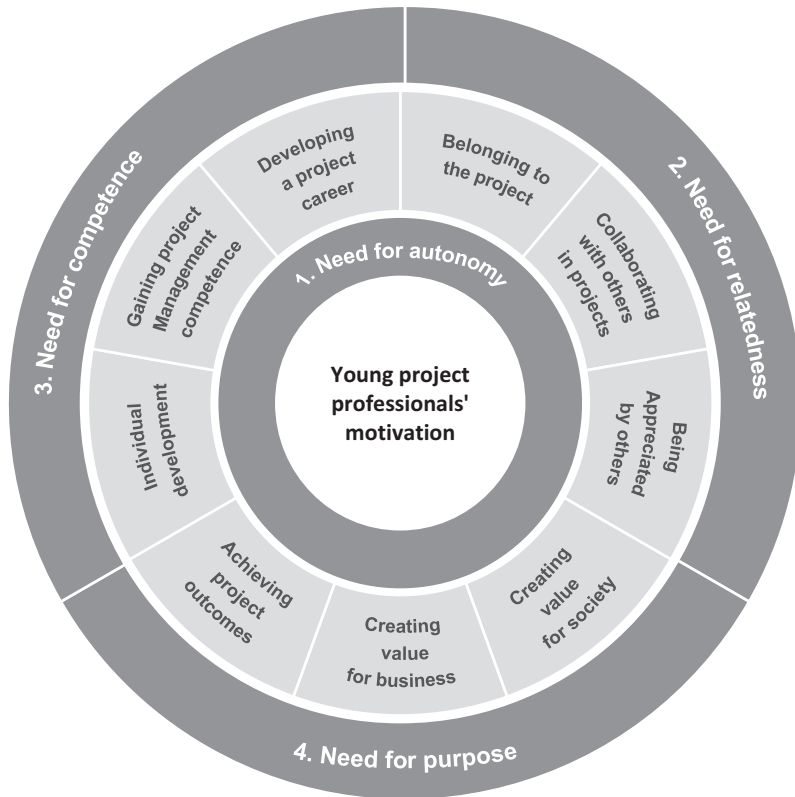 Young project
professionals'
motivation
1. Need for autonomy
2. Need for relatedness
Belonging to
the project
Collaborating
with others
in projects
Being
Appreciated
by others
3. Need for competence
Developing
a project
career
Gaining project
Management
competence
Individual
development
4. Need for purpose
Achieving
project
outcomes
Creating
value
for business
Creating
value
for society